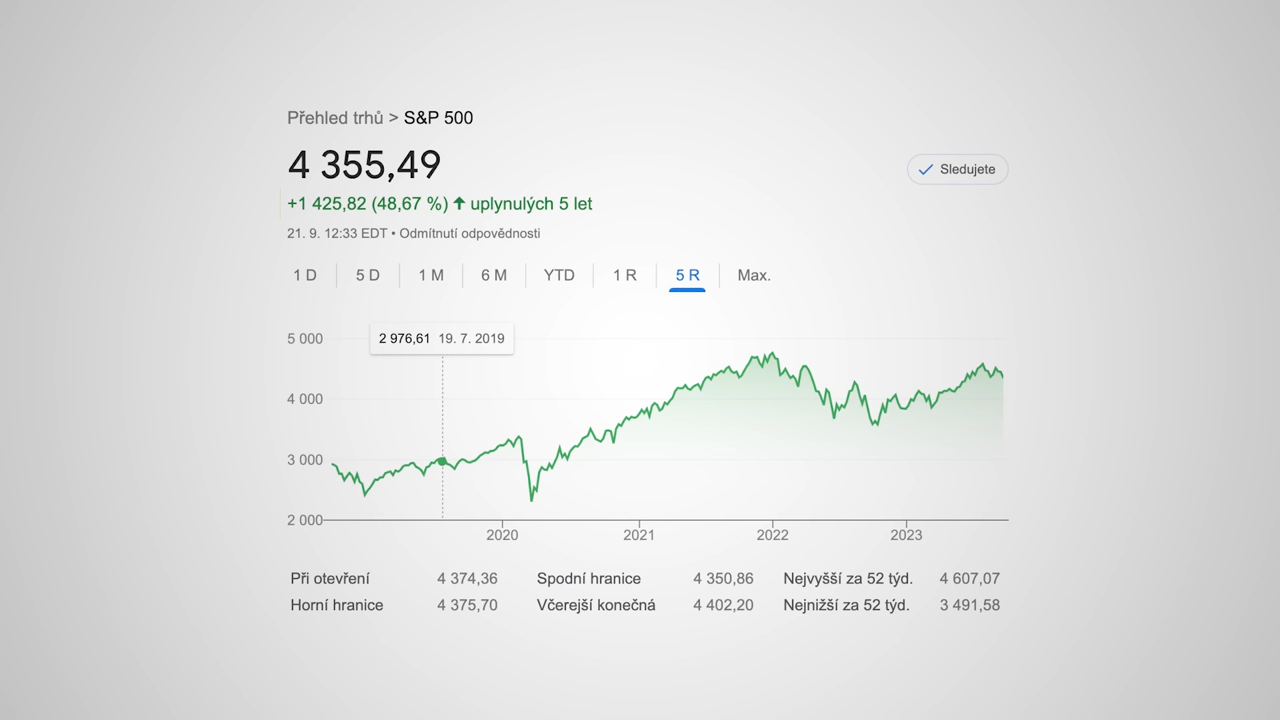 Přehled trhů > S&P 500
4 355,49
Sledujete
+1 425,82 (48,67 %) ↑ uplynulých 5 let
21. 9. 12:33 EDT • Odmítnutí odpovědnosti
1 D 5 D 1 M 6 M YTD 1 R 5 R Max.
2 976,61 19. 7. 2019
5 000
4 000
3 000
2 000
2020 2021 2022 2023
Při otevření 4 374,36 Spodní hranice 4 350,86 Nejvyšší za 52 týd. 4 607,07
Horní hranice 4 375,70 Včerejší konečná 4 402,20 Nejnižší za 52 týd. 3 491,58